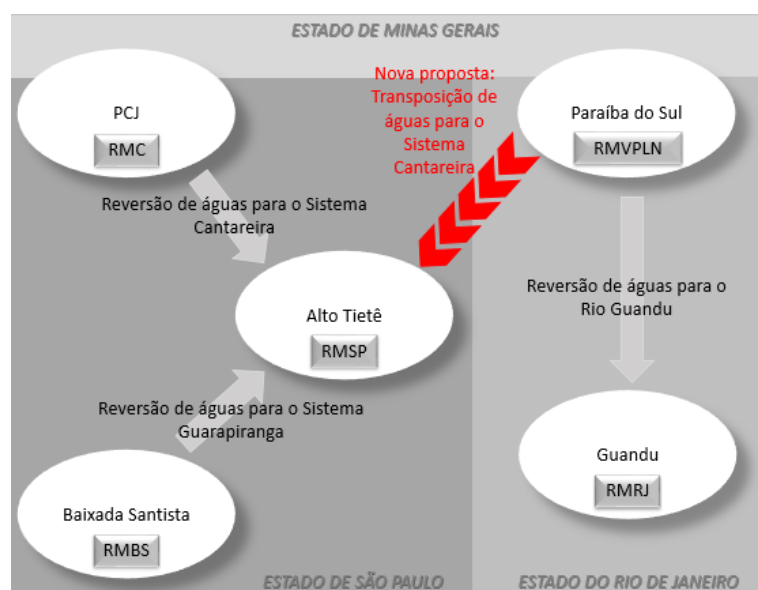 ESTADO DE MINAS GERAIS
PCJ
RMC
Nova proposta:
Transposição de
águas para o
Sistema
Cantareira
Paraíba do Sul
RMVPLN
Reversão de águas para o Sistema
Cantareira
Alto Tietê
RMSP
Reversão de águas para o
Rio Guandu
Reversão de águas para o Sistema
Guarapiranga
Guandu
RMRJ
Baixada Santista
RMBS
ESTADO DE SÃO PAULO
ESTADO DO RIO DE JANEIRO